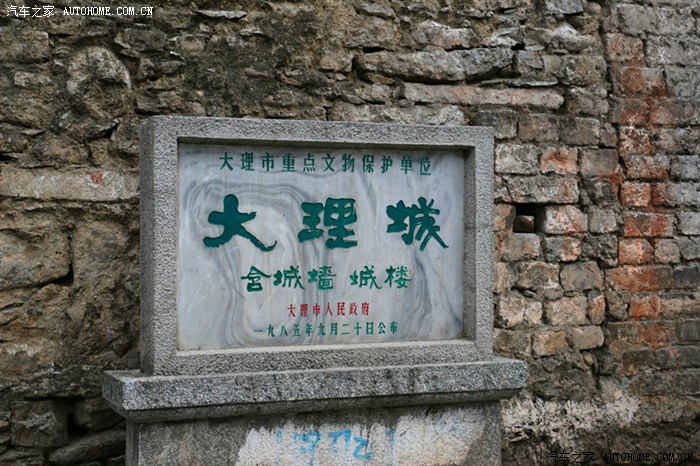 汽车之家 AUTOHOME.COM.CN
大理市重点文物保护单位
大理城
含城墙 城楼
大理市人民政府
一九八五年九月二十日公布
汽车之家 AUTOHOME.COM.CN